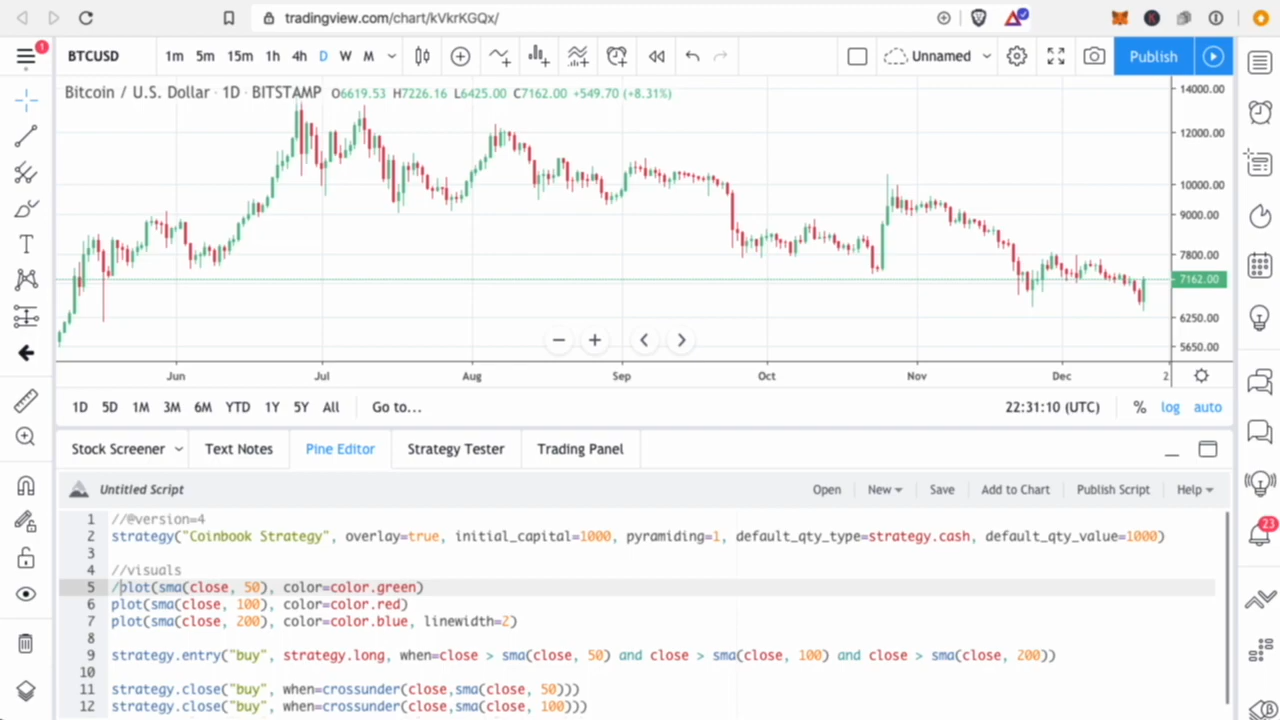 tradingview.com/chart/kVkrKGQx/
1
BTCUSD 1m 5m 15m 1h 4h D W M Unnamed Publish
Bitcoin / U.S. Dollar · 1D · BITSTAMP O6619.53 H7226.16 L6425.00 C7162.00 +549.70 (+8.31%)
14000.00
12000.00
10000.00
9000.00
7800.00
7162.00
6250.00
5650.00
Jun Jul Aug Sep Oct Nov Dec 2
1D 5D 1M 3M 6M YTD 1Y 5Y All Go to... 22:31:10 (UTC) % log auto
Stock Screener Text Notes Pine Editor Strategy Tester Trading Panel
Untitled Script Open New Save Add to Chart Publish Script Help
23
1 //@version=4
2 strategy("Coinbook Strategy", overlay=true, initial_capital=1000, pyramiding=1, default_qty_type=strategy.cash, default_qty_value=1000)
3
4 //visuals
5 /plot(sma(close, 50), color=color.green)
6 plot(sma(close, 100), color=color.red)
7 plot(sma(close, 200), color=color.blue, linewidth=2)
8
9 strategy.entry("buy", strategy.long, when=close > sma(close, 50) and close > sma(close, 100) and close > sma(close, 200))
10
11 strategy.close("buy", when=crossunder(close,sma(close, 50)))
12 strategy.close("buy", when=crossunder(close,sma(close, 100)))